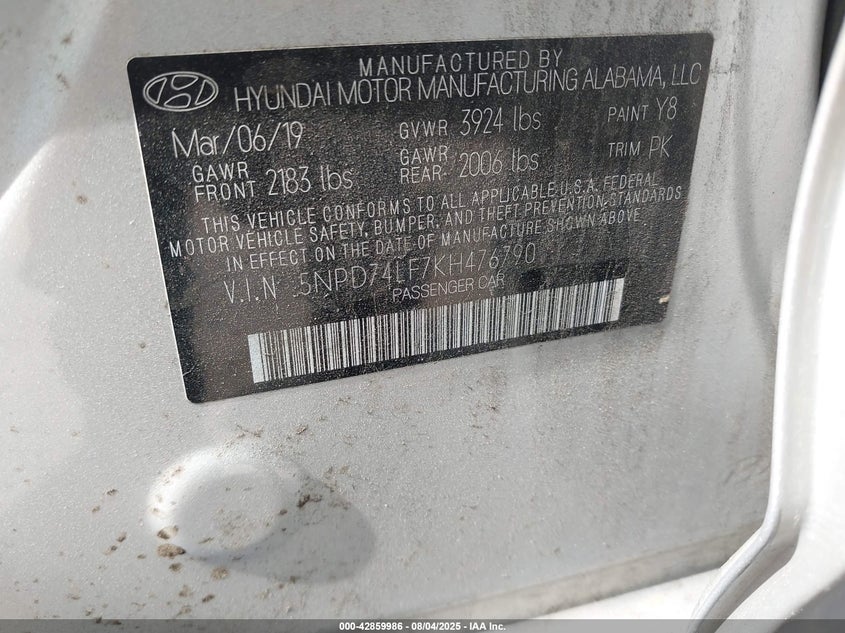 MANUFACTURED BY
HYUNDAI MOTOR MANUFACTURING ALABAMA, LLC
Mar/06/19 GVWR 3924 lbs PAINT Y8
GAWR FRONT 2183 lbs GAWR REAR- 2006 lbs TRIM PK
THIS VEHICLE CONFORMS TO ALL APPLICABLE U.S.A. FEDERAL
MOTOR VEHICLE SAFETY, BUMPER, AND THEFT PREVENTION STANDARDS
IN EFFECT ON THE DATE OF MANUFACTURE SHOWN ABOVE
V.I.N 5NPD74LF7KH476790
PASSENGER CAR
000-42859986 - 08/04/2025 - IAA Inc.